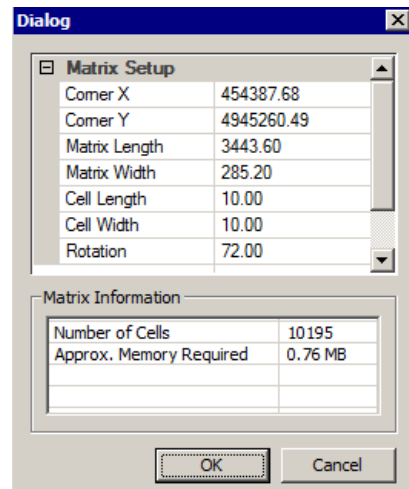 Dialog
Matrix Setup
Corner X 454387.68
Corner Y 4945260.49
Matrix Length 3443.60
Matrix Width 285.20
Cell Length 10.00
Cell Width 10.00
Rotation 72.00
Matrix Information
Number of Cells 10195
Approx. Memory Required 0.76 MB
OK Cancel